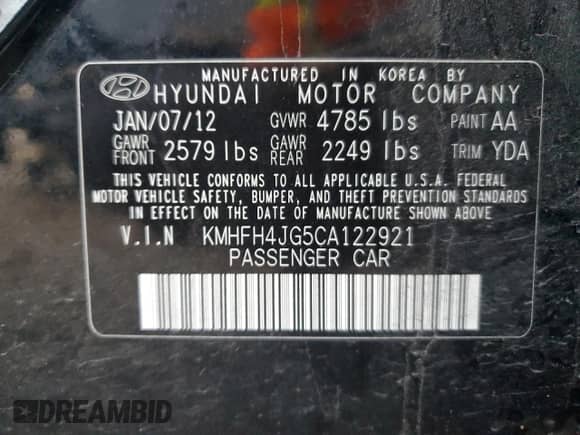 MANUFACTURED IN KOREA BY
HYUNDAI MOTOR COMPANY
JAN/07/12 GVWR 4785 lbs PAINT AA
GAWR FRONT 2579 lbs GAWR REAR 2249 lbs TRIM YDA
THIS VEHICLE CONFORMS TO ALL APPLICABLE U.S.A. FEDERAL
MOTOR VEHICLE SAFETY, BUMPER, AND THEFT PREVENTION STANDARDS
IN EFFECT ON THE DATE OF MANUFACTURE SHOWN ABOVE
V.I.N KMHFH4JG5CA122921
PASSENGER CAR
DREAMBID